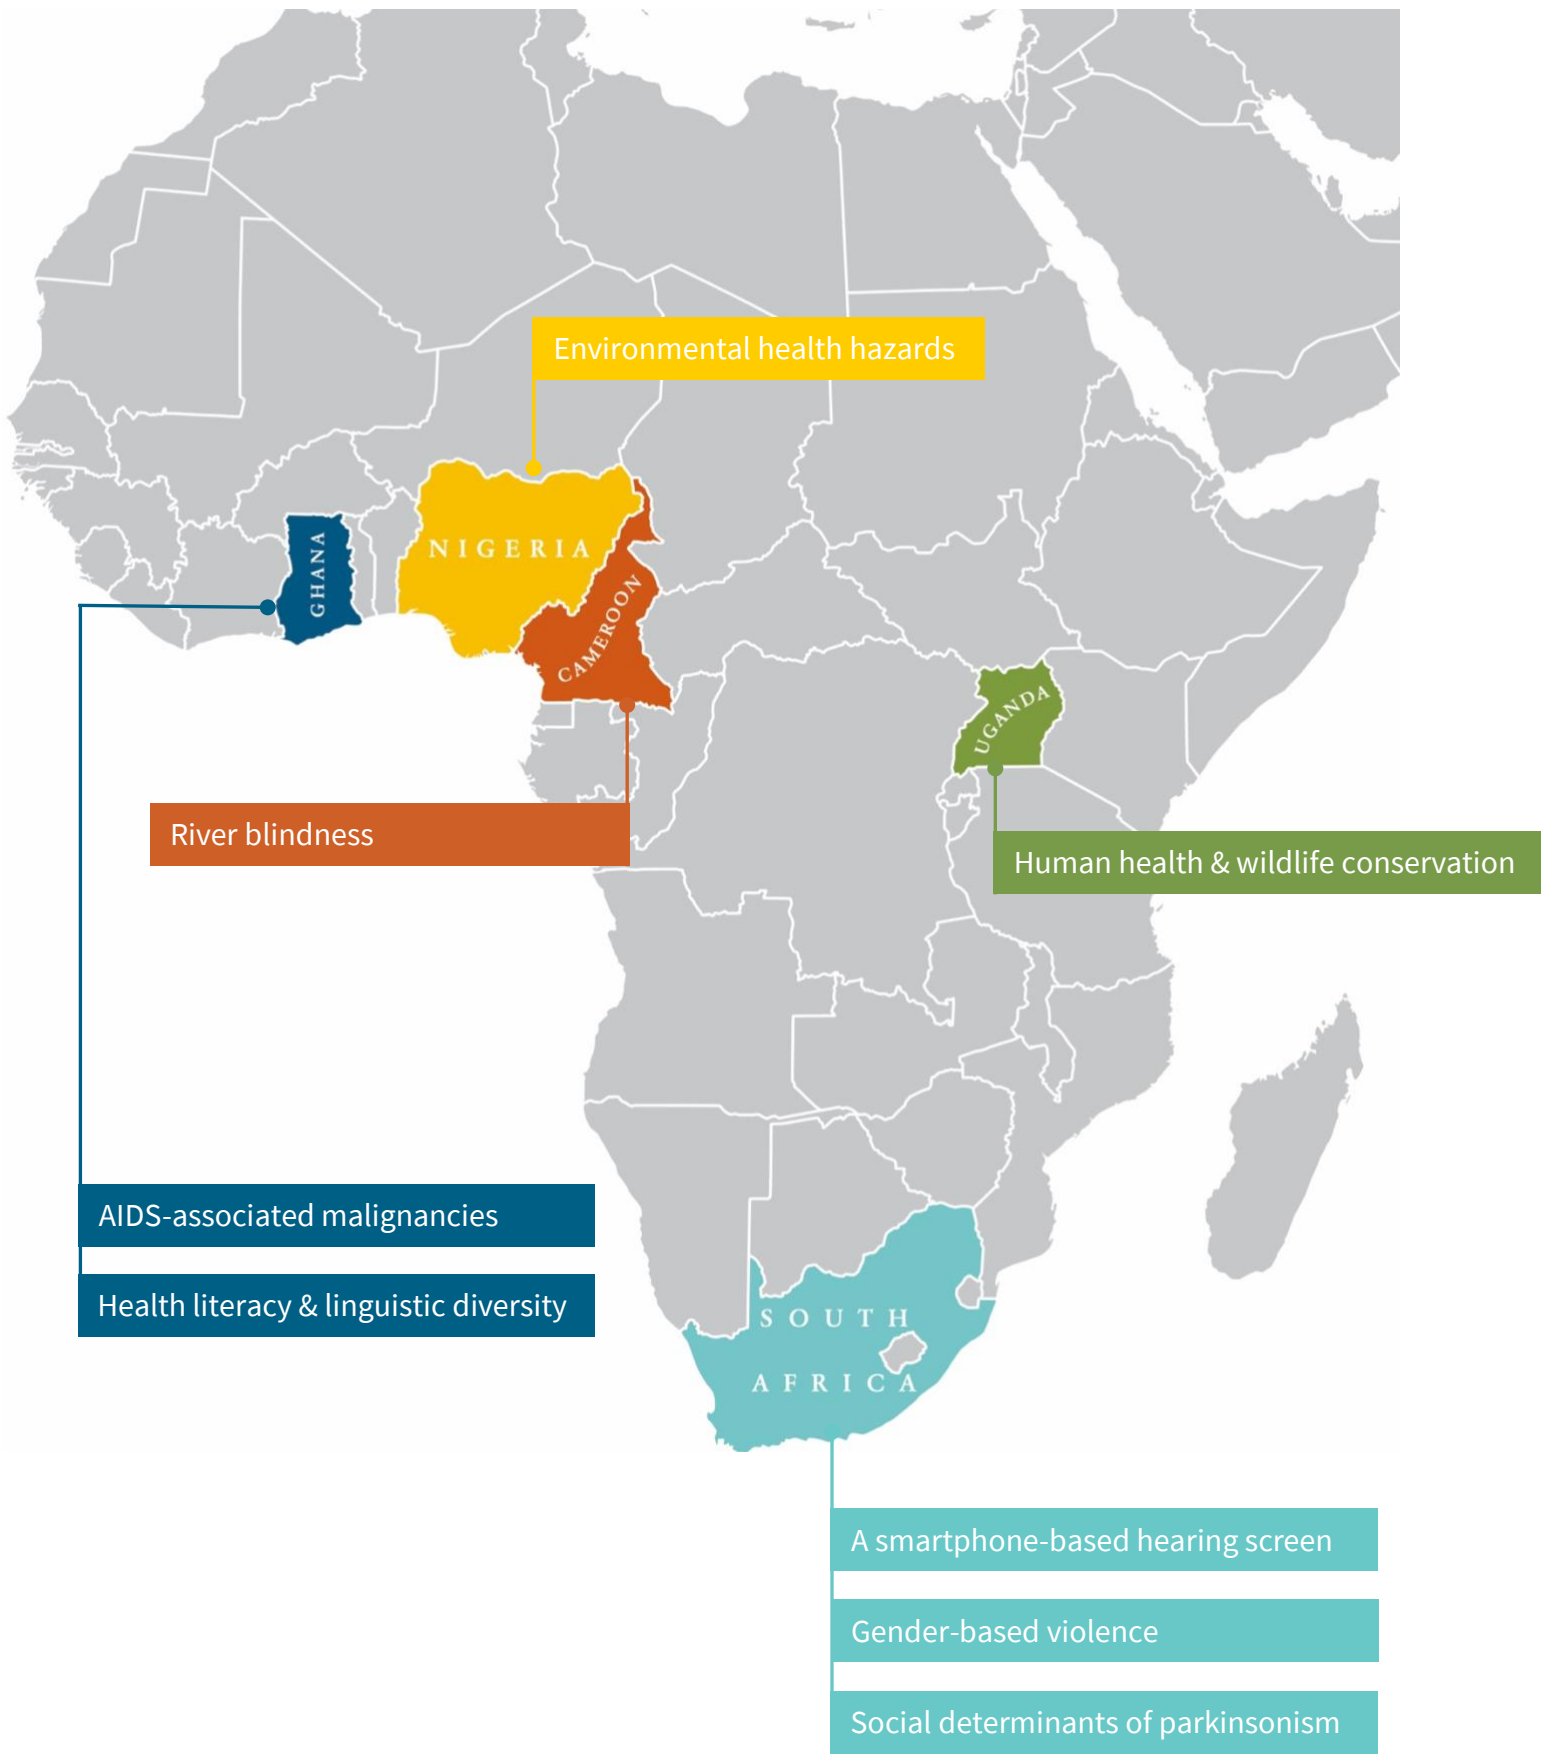 Environmental health hazards
NIGERIA
GHANA
CAMEROON
UGANDA
River blindness
Human health & wildlife conservation
AIDS-associated malignancies
Health literacy & linguistic diversity
SOUTH
AFRICA
A smartphone-based hearing screen
Gender-based violence
Social determinants of parkinsonism